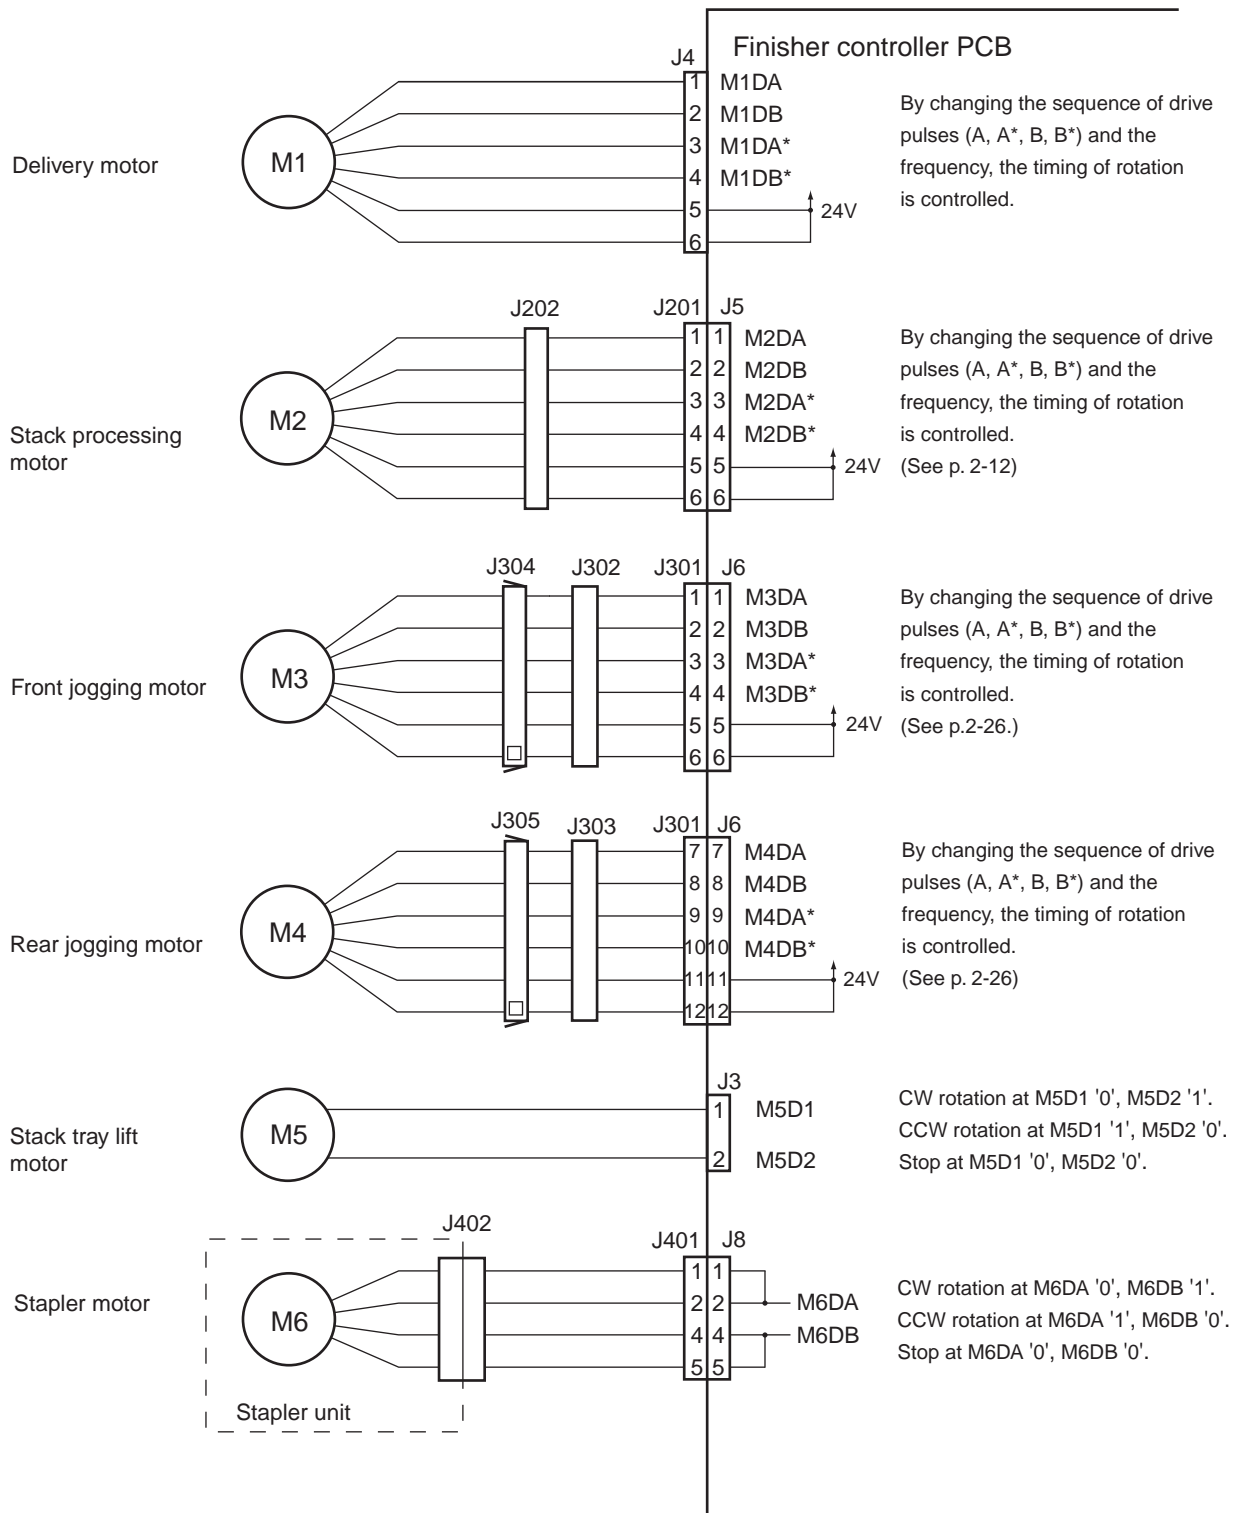 Finisher controller PCB
J4
Delivery motor
M1
1 M1DA
2 M1DB
3 M1DA*
4 M1DB*
5
6
24V
By changing the sequence of drive
pulses (A, A*, B, B*) and the
frequency, the timing of rotation
is controlled.
J202
J201 J5
Stack processing
motor
M2
1 1 M2DA
2 2 M2DB
3 3 M2DA*
4 4 M2DB*
5 5
6 6
24V
By changing the sequence of drive
pulses (A, A*, B, B*) and the
frequency, the timing of rotation
is controlled.
(See p. 2-12)
J304 J302 J301 J6
Front jogging motor
M3
1 1 M3DA
2 2 M3DB
3 3 M3DA*
4 4 M3DB*
5 5
6 6
24V
By changing the sequence of drive
pulses (A, A*, B, B*) and the
frequency, the timing of rotation
is controlled.
(See p.2-26.)
J305 J303 J301 J6
Rear jogging motor
M4
7 7 M4DA
8 8 M4DB
9 9 M4DA*
10 10 M4DB*
11 11
12 12
24V
By changing the sequence of drive
pulses (A, A*, B, B*) and the
frequency, the timing of rotation
is controlled.
(See p. 2-26)
J3
Stack tray lift
motor
M5
1 M5D1
2 M5D2
CW rotation at M5D1 '0', M5D2 '1'.
CCW rotation at M5D1 '1', M5D2 '0'.
Stop at M5D1 '0', M5D2 '0'.
J402
J401 J8
Stapler motor
M6
Stapler unit
1 1
2 2 M6DA
4 4 M6DB
5 5
CW rotation at M6DA '0', M6DB '1'.
CCW rotation at M6DA '1', M6DB '0'.
Stop at M6DA '0', M6DB '0'.